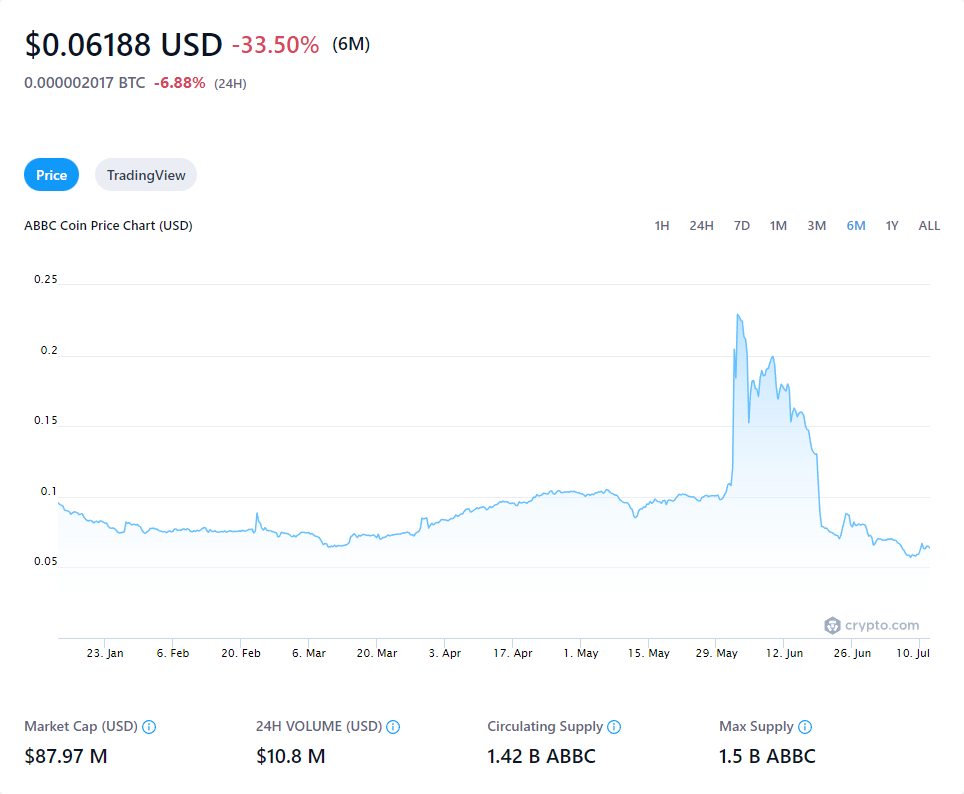 $0.06188 USD -33.50% (6M)
0.000002017 BTC -6.88% (24H)
Price TradingView
ABBC Coin Price Chart (USD) 1H 24H 7D 1M 3M 6M 1Y ALL
0.25
0.2
0.15
0.1
0.05
crypto.com
23. Jan 6. Feb 20. Feb 6. Mar 20. Mar 3. Apr 17. Apr 1. May 15. May 29. May 12. Jun 26. Jun 10. Jul
Market Cap (USD) 24H VOLUME (USD) Circulating Supply Max Supply
$87.97 M $10.8 M 1.42 B ABBC 1.5 B ABBC